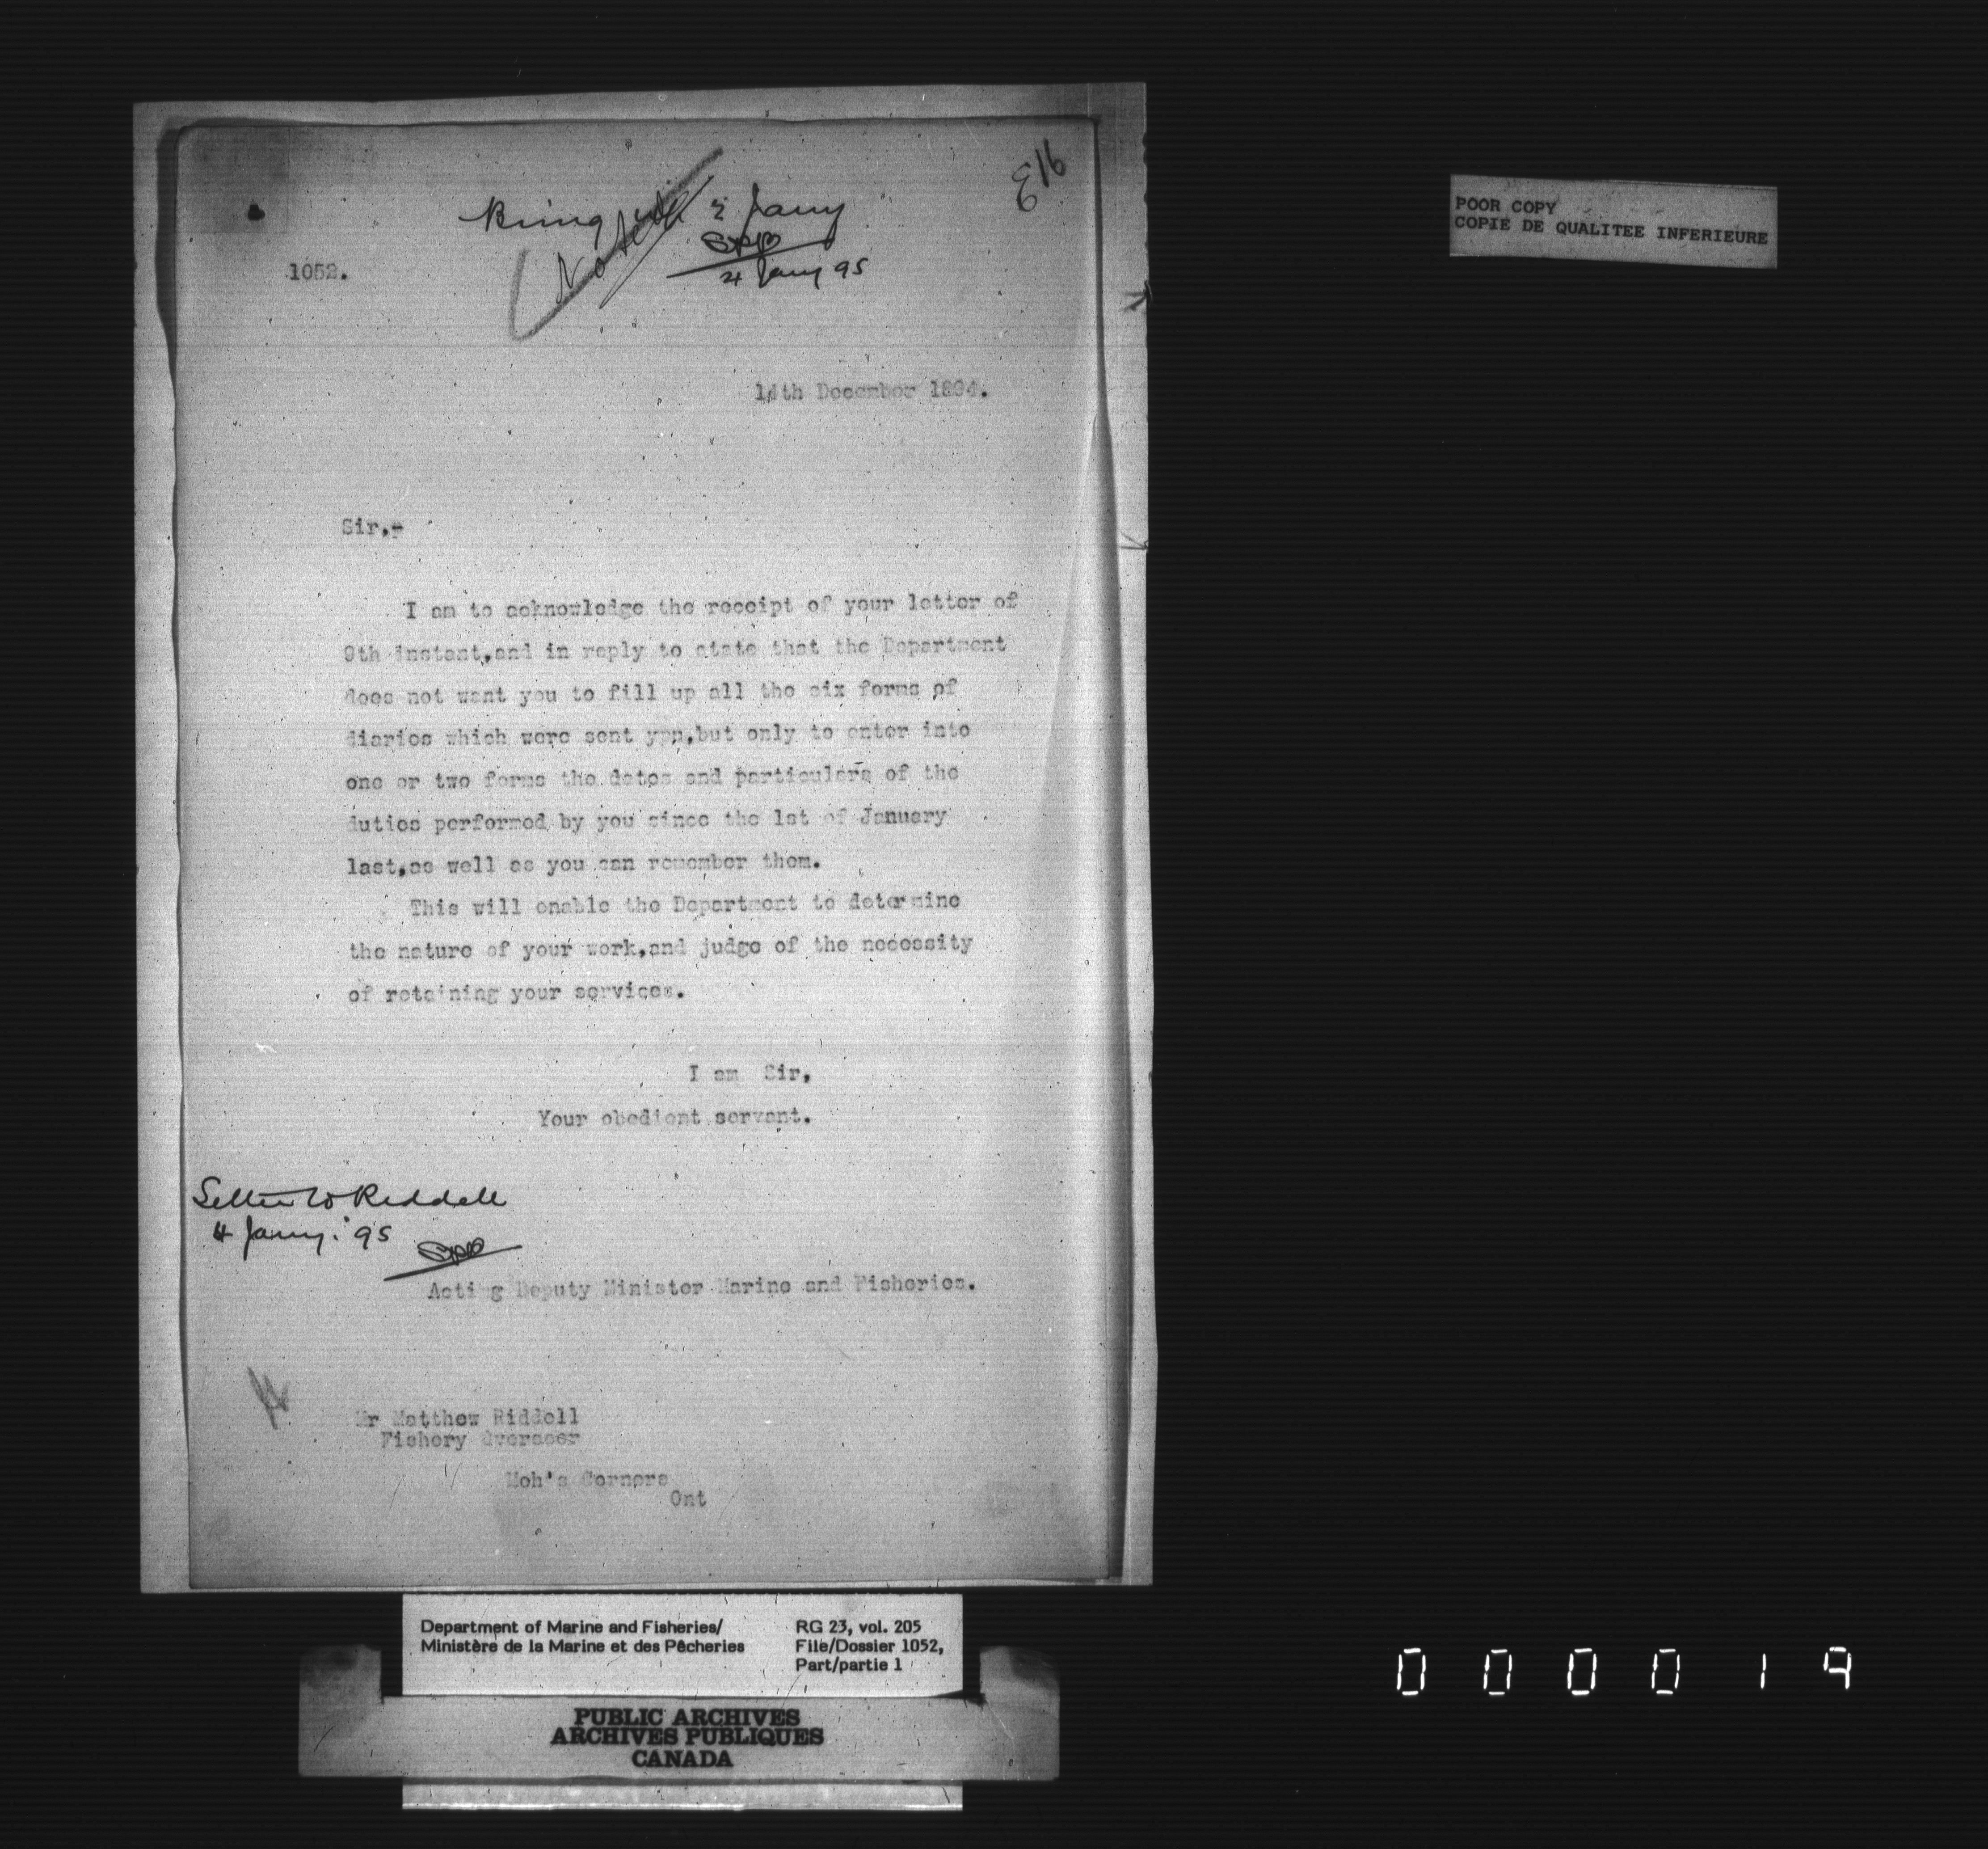 E16
Bring 2 Jany
Noted
4 Jany 95
1052.
14th December 1894.
Sir,-
I am to acknowledge the receipt of your letter of
9th instant,and in reply to state that the Department
does not want you to fill up all the six forms of
diaries which were sent ypn,but only to enter into
one or two forms the dates and particulars of the
duties performed by you since the 1st of January
last,as well as you can remember them.
This will enable the Department to determine
the nature of your work,and judge of the necessity
of retaining your services.
I am Sir,
Your obedient servant.
Letter to Riddell
4 Jany. 95
Acting Deputy Minister Marine and Fisheries.
Mr Matthew Riddell
Fishery Overseer
Corners
Ont
POOR COPY
COPIE DE QUALITEE INFERIEURE
Department of Marine and Fisheries/
Ministère de la Marine et des Pêcheries
RG 23, vol. 205
File/Dossier 1052,
Part/partie 1
PUBLIC ARCHIVES
ARCHIVES PUBLIQUES
CANADA
0 0 0 0 1 9